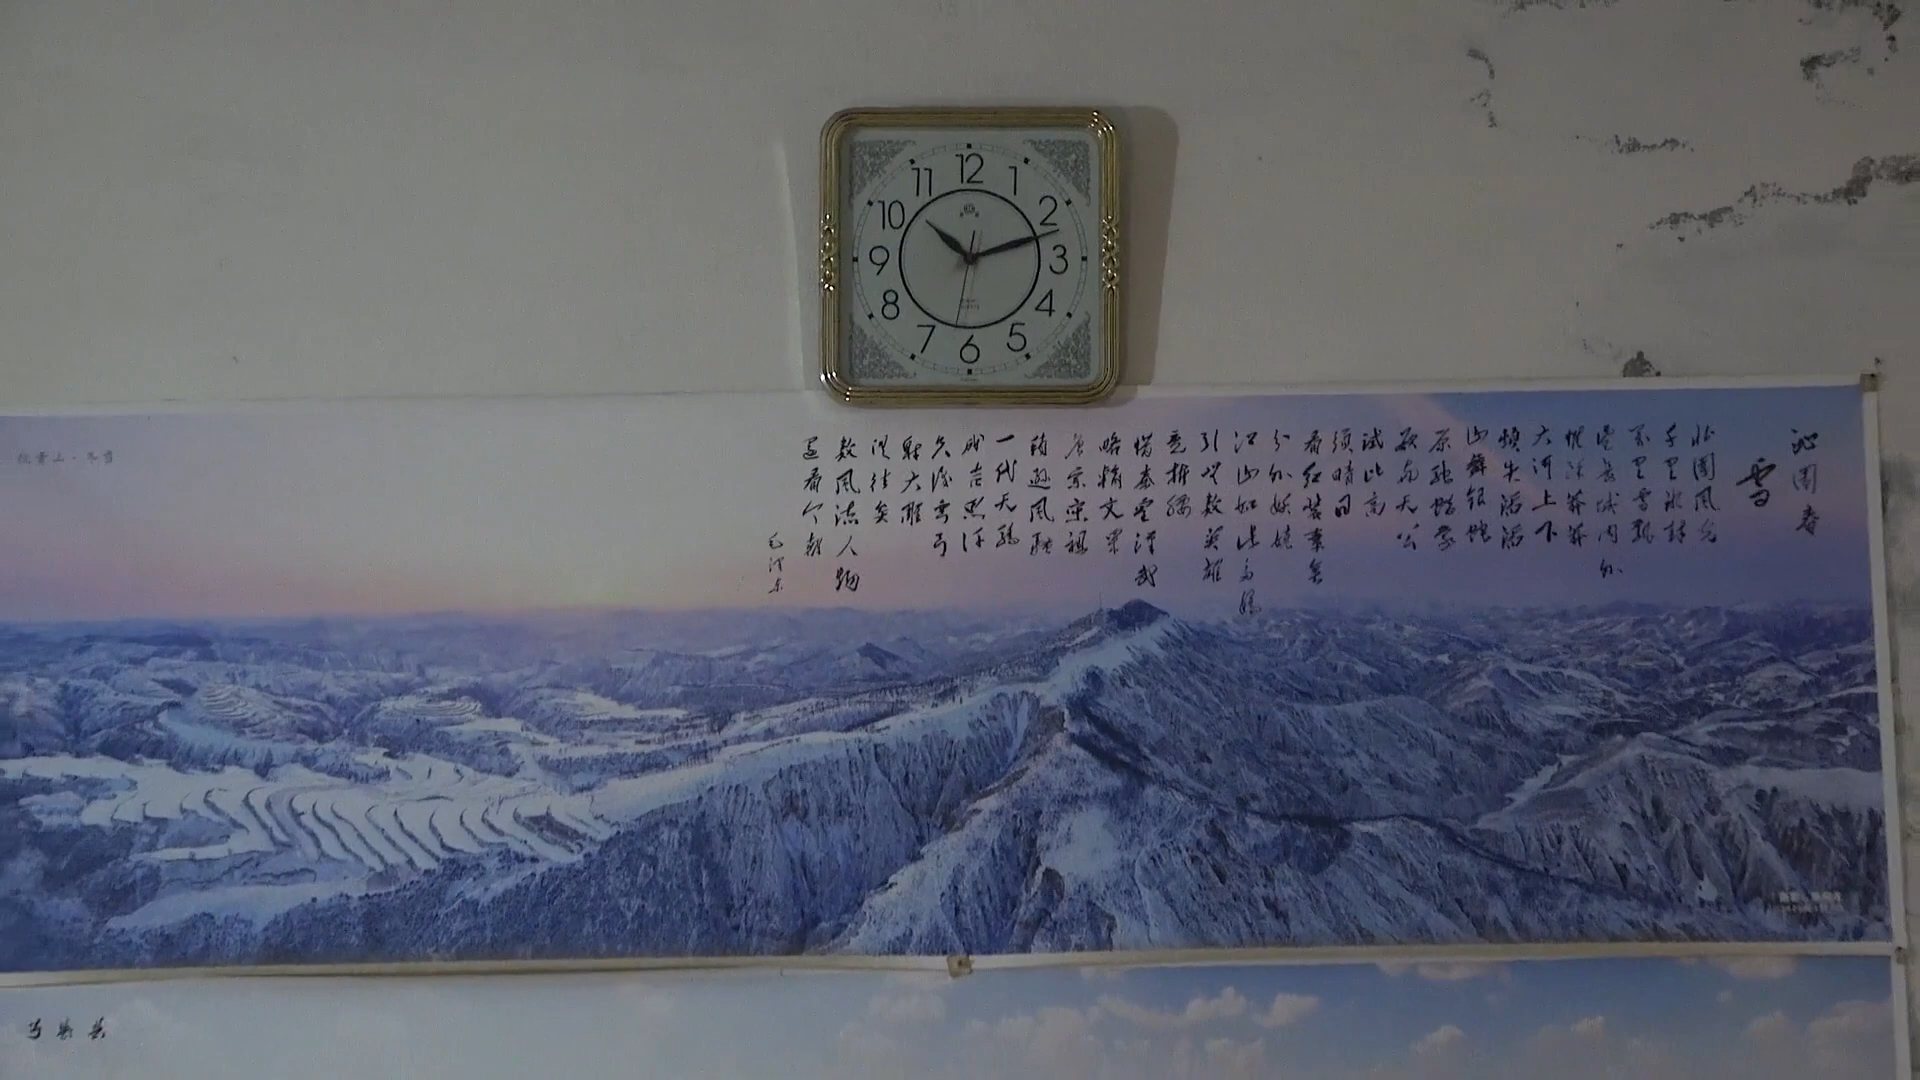 12
1
2
3
4
5
6
7
8
9
10
11
沁園春
雪
北國風光
千里冰封
万里雪飘
望长城内外
惟余莽莽
大河上下
顿失滔滔
山舞银蛇
原驰蜡象
欲与天公
试比高
须晴日
看红装素裹
分外妖娆
江山如此多娇
引无数英雄
竞折腰
惜秦皇汉武
略输文采
唐宗宋祖
稍逊风骚
一代天骄
成吉思汗
只识弯弓
射大雕
俱往矣
数风流人物
还看今朝
毛泽东